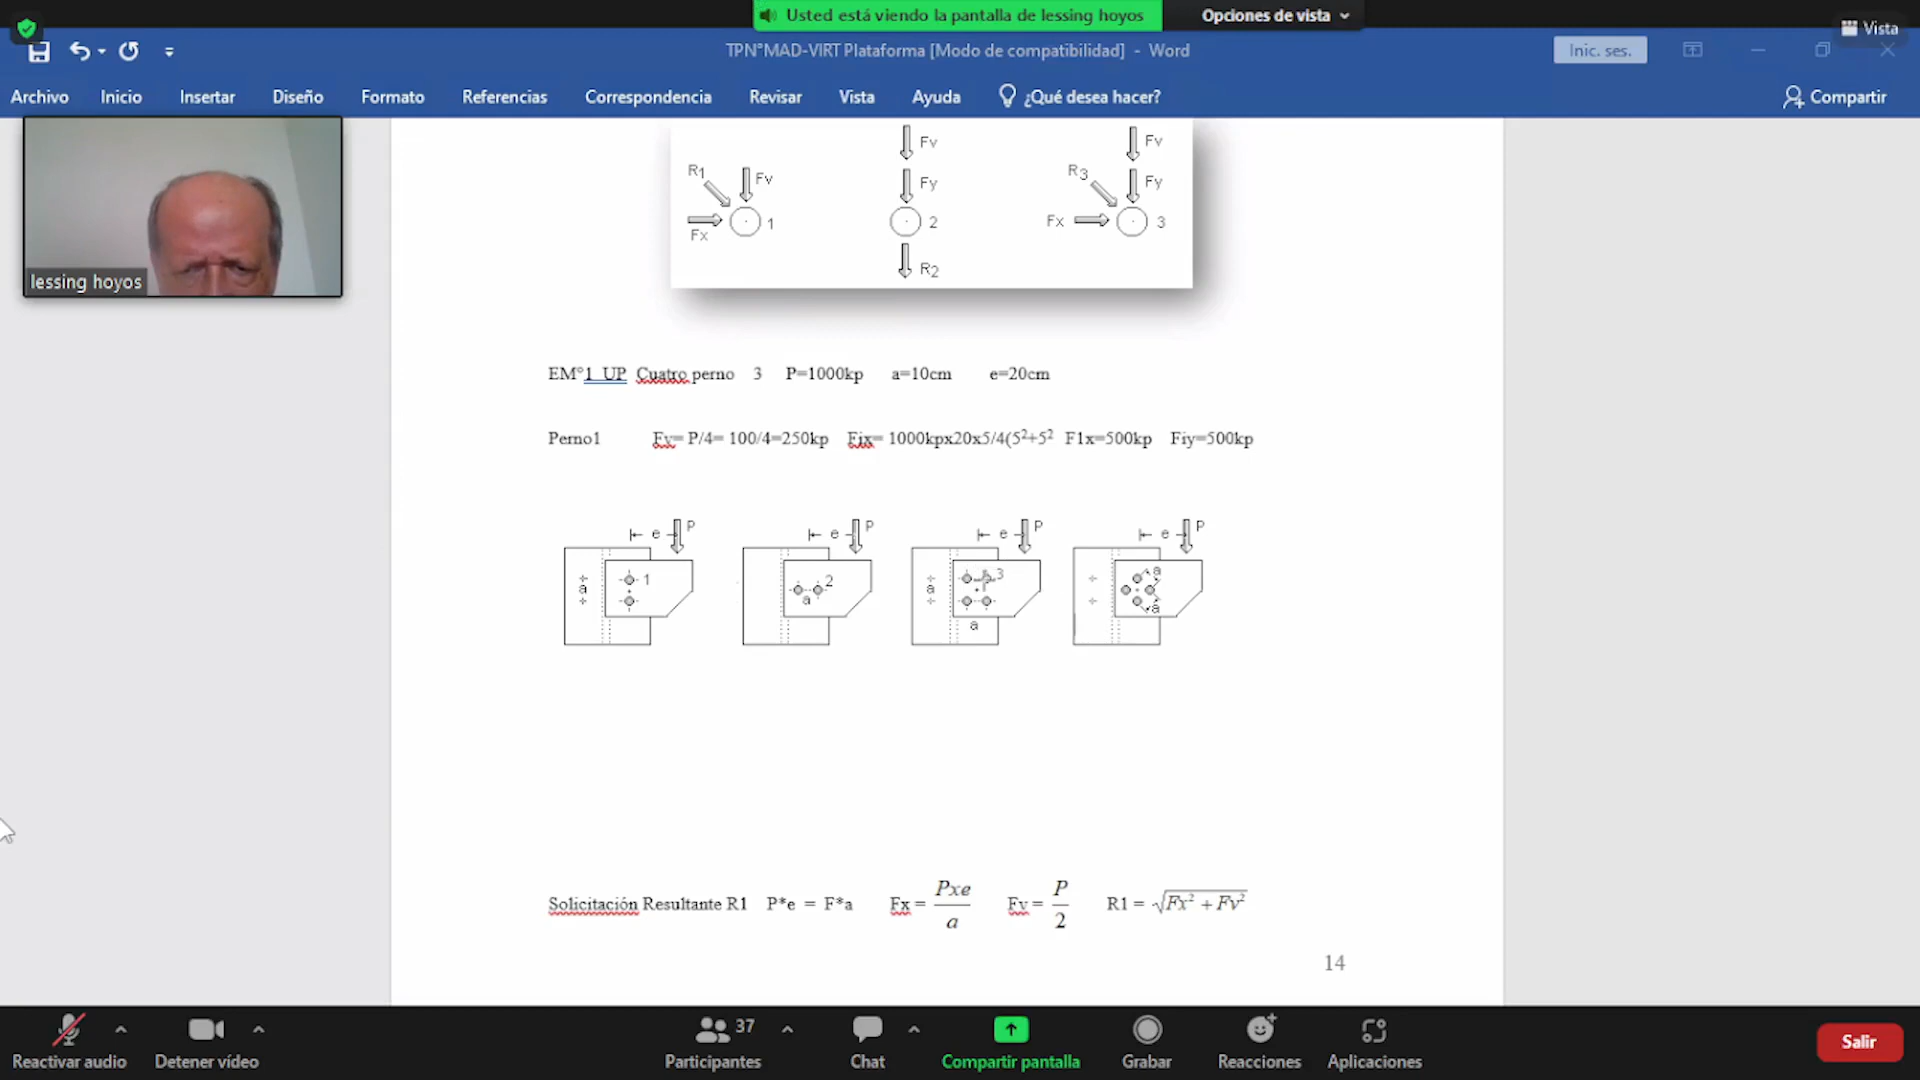 Usted está viendo la pantalla de lessing hoyos
Opciones de vista
Vista
TPN°MAD-VIRT Plataforma [Modo de compatibilidad] - Word
Inic. ses.
Archivo Inicio Insertar Diseño Formato Referencias Correspondencia Revisar Vista Ayuda ¿Qué desea hacer? Compartir
lessing hoyos
Fv Fv
R1 Fv Fy R3 Fy
1 2 Fx 3
Fx
R2
EM°1 UP Cuatro perno 3 P=1000kp a=10cm e=20cm
Perno1 Fv= P/4= 100/4=250kp Fix= 1000kpx20x5/4(5²+5² F1x=500kp Fiy=500kp
e P e P e P e P
a 1 2 a a 3 a a a
Solicitación Resultante R1 P*e = F*a Fx = Pxe/a Fv = P/2 R1 = √Fx² + Fv²
14
Reactivar audio Detener vídeo Participantes 37 Chat Compartir pantalla Grabar Reacciones Aplicaciones Salir